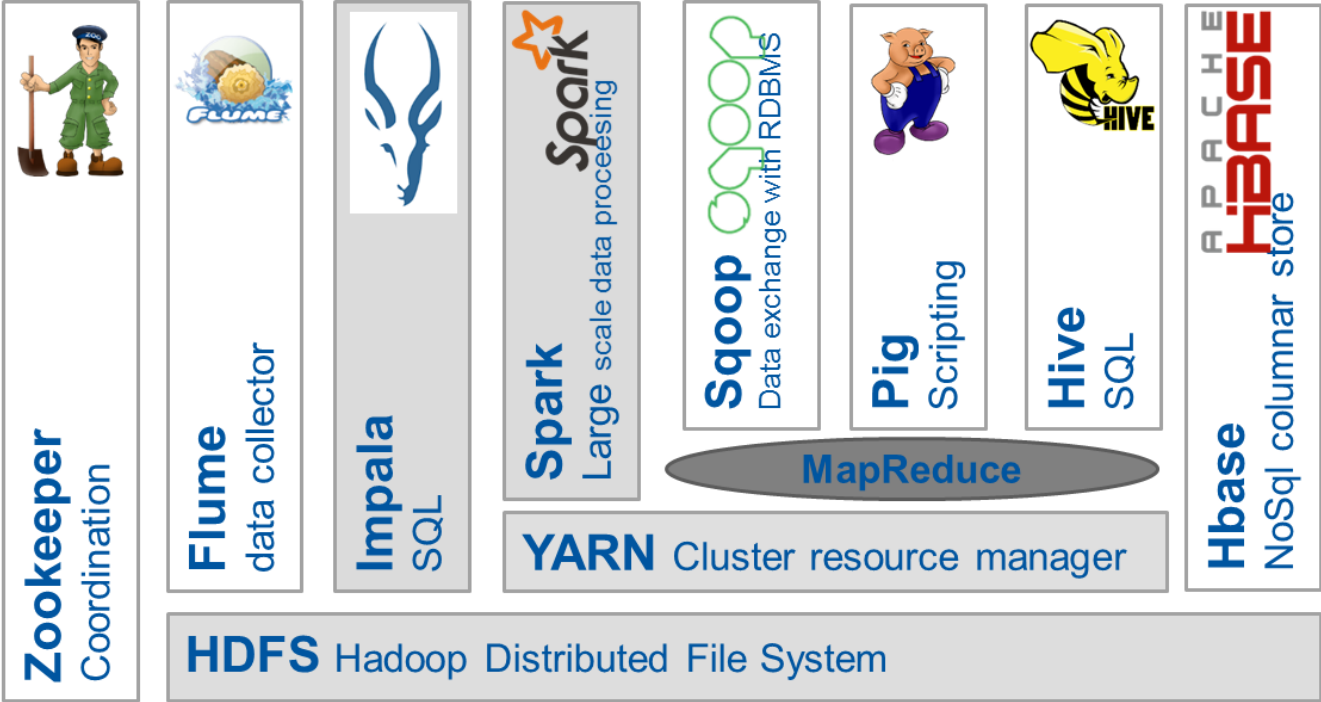 ZOO
Zookeeper
Coordination
FLUME
Flume
data collector
Impala
SQL
Spark
Spark
Large scale data proceesing
sqoop
Sqoop
Data exchange with RDBMS
Pig
Scripting
HIVE
Hive
SQL
APACHE
HBASE
Hbase
NoSql columnar store
MapReduce
YARN Cluster resource manager
HDFS Hadoop Distributed File System